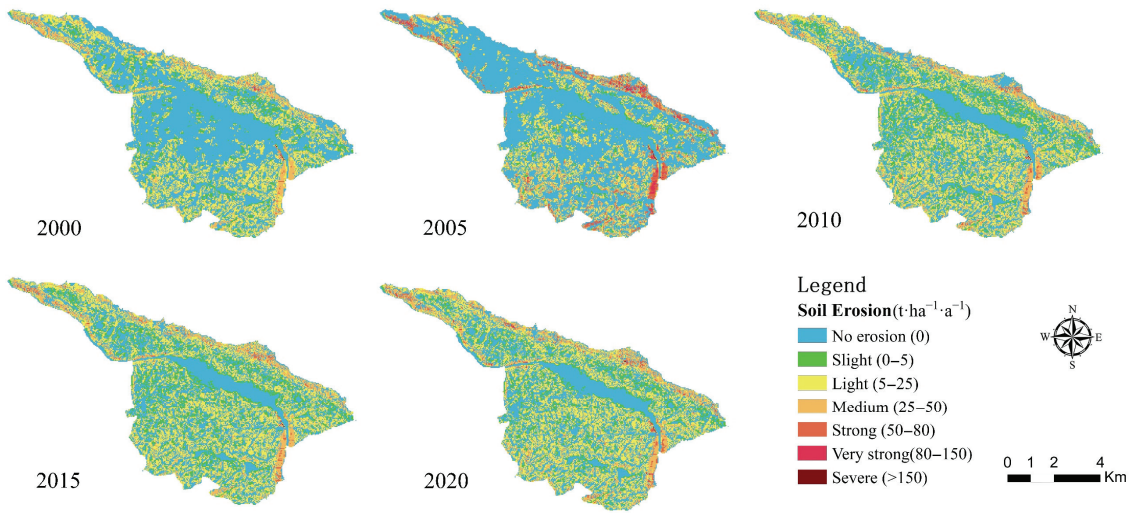 2000
2005
2010
2015
2020
Legend
Soil Erosion(t·ha⁻¹·a⁻¹)
No erosion (0)
Slight (0–5)
Light (5–25)
Medium (25–50)
Strong (50–80)
Very strong(80–150)
Severe (>150)
N
W E
S
0 1 2 4
Km